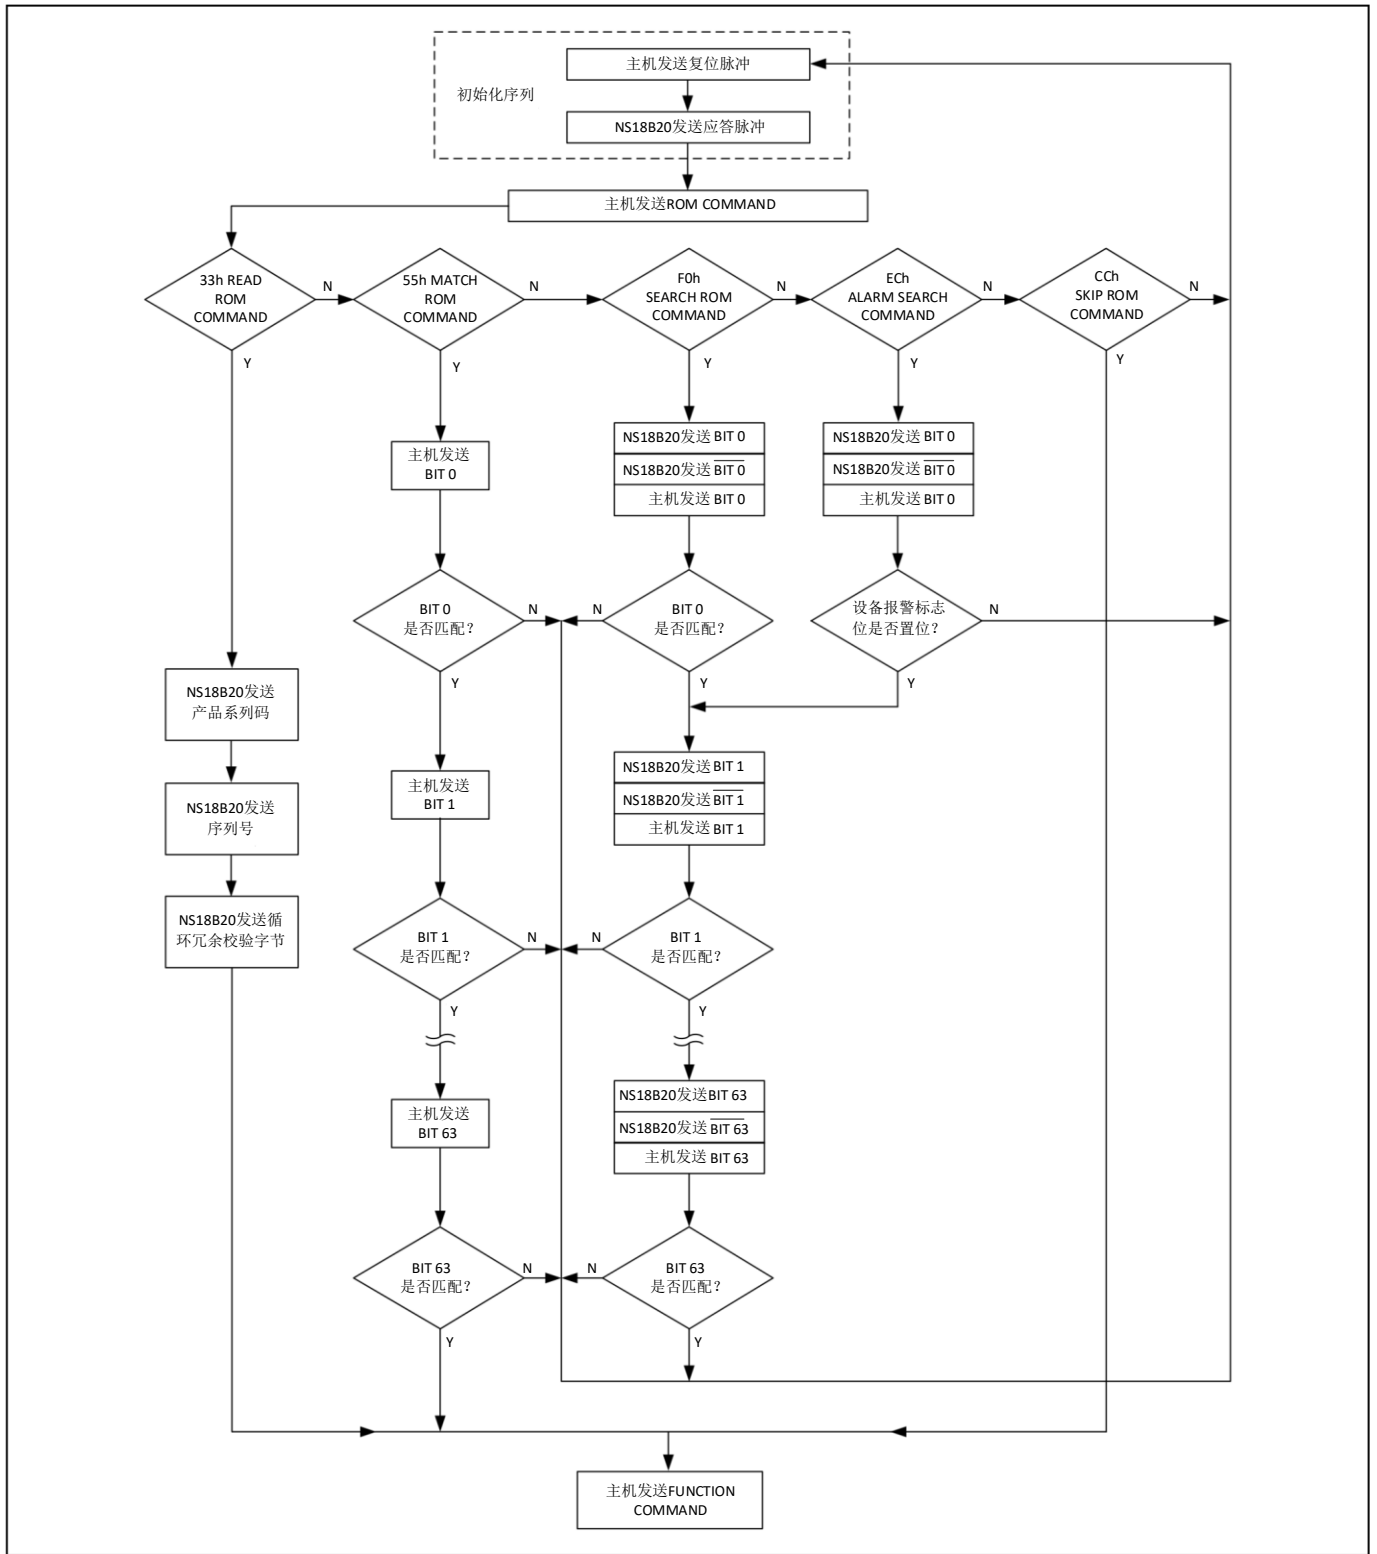 主机发送复位脉冲
初始化序列
NS18B20发送应答脉冲
主机发送ROM COMMAND
33h READ
ROM
COMMAND
N
55h MATCH
ROM
COMMAND
N
F0h
SEARCH ROM
COMMAND
N
ECh
ALARM SEARCH
COMMAND
N
CCh
SKIP ROM
COMMAND
N
Y
Y
Y
Y
Y
主机发送
BIT 0
NS18B20发送 BIT 0
NS18B20发送 B̅I̅T̅ ̅0̅
主机发送 BIT 0
NS18B20发送 BIT 0
NS18B20发送 B̅I̅T̅ ̅0̅
主机发送 BIT 0
BIT 0
是否匹配?
N
N
BIT 0
是否匹配?
设备报警标志
位是否置位?
N
Y
Y
Y
NS18B20发送
产品系列码
主机发送
BIT 1
NS18B20发送 BIT 1
NS18B20发送 B̅I̅T̅ ̅1̅
主机发送 BIT 1
NS18B20发送
序列号
NS18B20发送循
环冗余校验字节
BIT 1
是否匹配?
N
N
BIT 1
是否匹配?
Y
Y
主机发送
BIT 63
NS18B20发送BIT 63
NS18B20发送 B̅I̅T̅ ̅6̅3̅
主机发送 BIT 63
BIT 63
是否匹配?
N
N
BIT 63
是否匹配?
Y
Y
主机发送FUNCTION
COMMAND